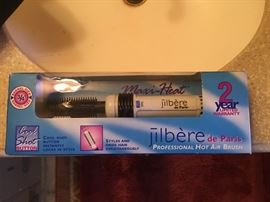 Maxi-Heat
2
year
WARRANTY
jilbère
jilbère
de Paris
PROFESSIONAL HOT AIR BRUSH
Cool
Shot
BUTTON
COOL SHOT
BUTTON
INSTANTLY
LOCKS IN STYLE
STYLES AND
DRIES HAIR
SIMULTANEOUSLY